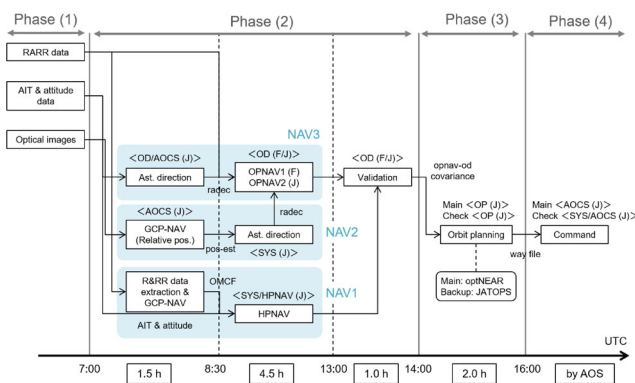 Phase (1)
Phase (2)
Phase (3)
Phase (4)
RARR data
AIT & attitude
data
Optical images
NAV3
<OD/AOCS (J)>
Ast. direction
radec
<OD (F/J)>
OPNAV1 (F)
OPNAV2 (J)
<OD (F/J)>
Validation
opnav-od
covariance
radec
<AOCS (J)>
GCP-NAV
(Relative pos.)
pos-est
Ast. direction
<SYS (J)>
NAV2
Main <OP (J)>
Check <OP (J)>
Orbit planning
way file
Main <AOCS (J)>
Check <SYS/AOCS (J)>
Command
R&RR data
extraction &
GCP-NAV
OMCF
AIT & attitude
<SYS/HPNAV (J)>
HPNAV
NAV1
Main: optNEAR
Backup: JATOPS
UTC
7:00
1.5 h
8:30
4.5 h
13:00
1.0 h
14:00
2.0 h
16:00
by AOS